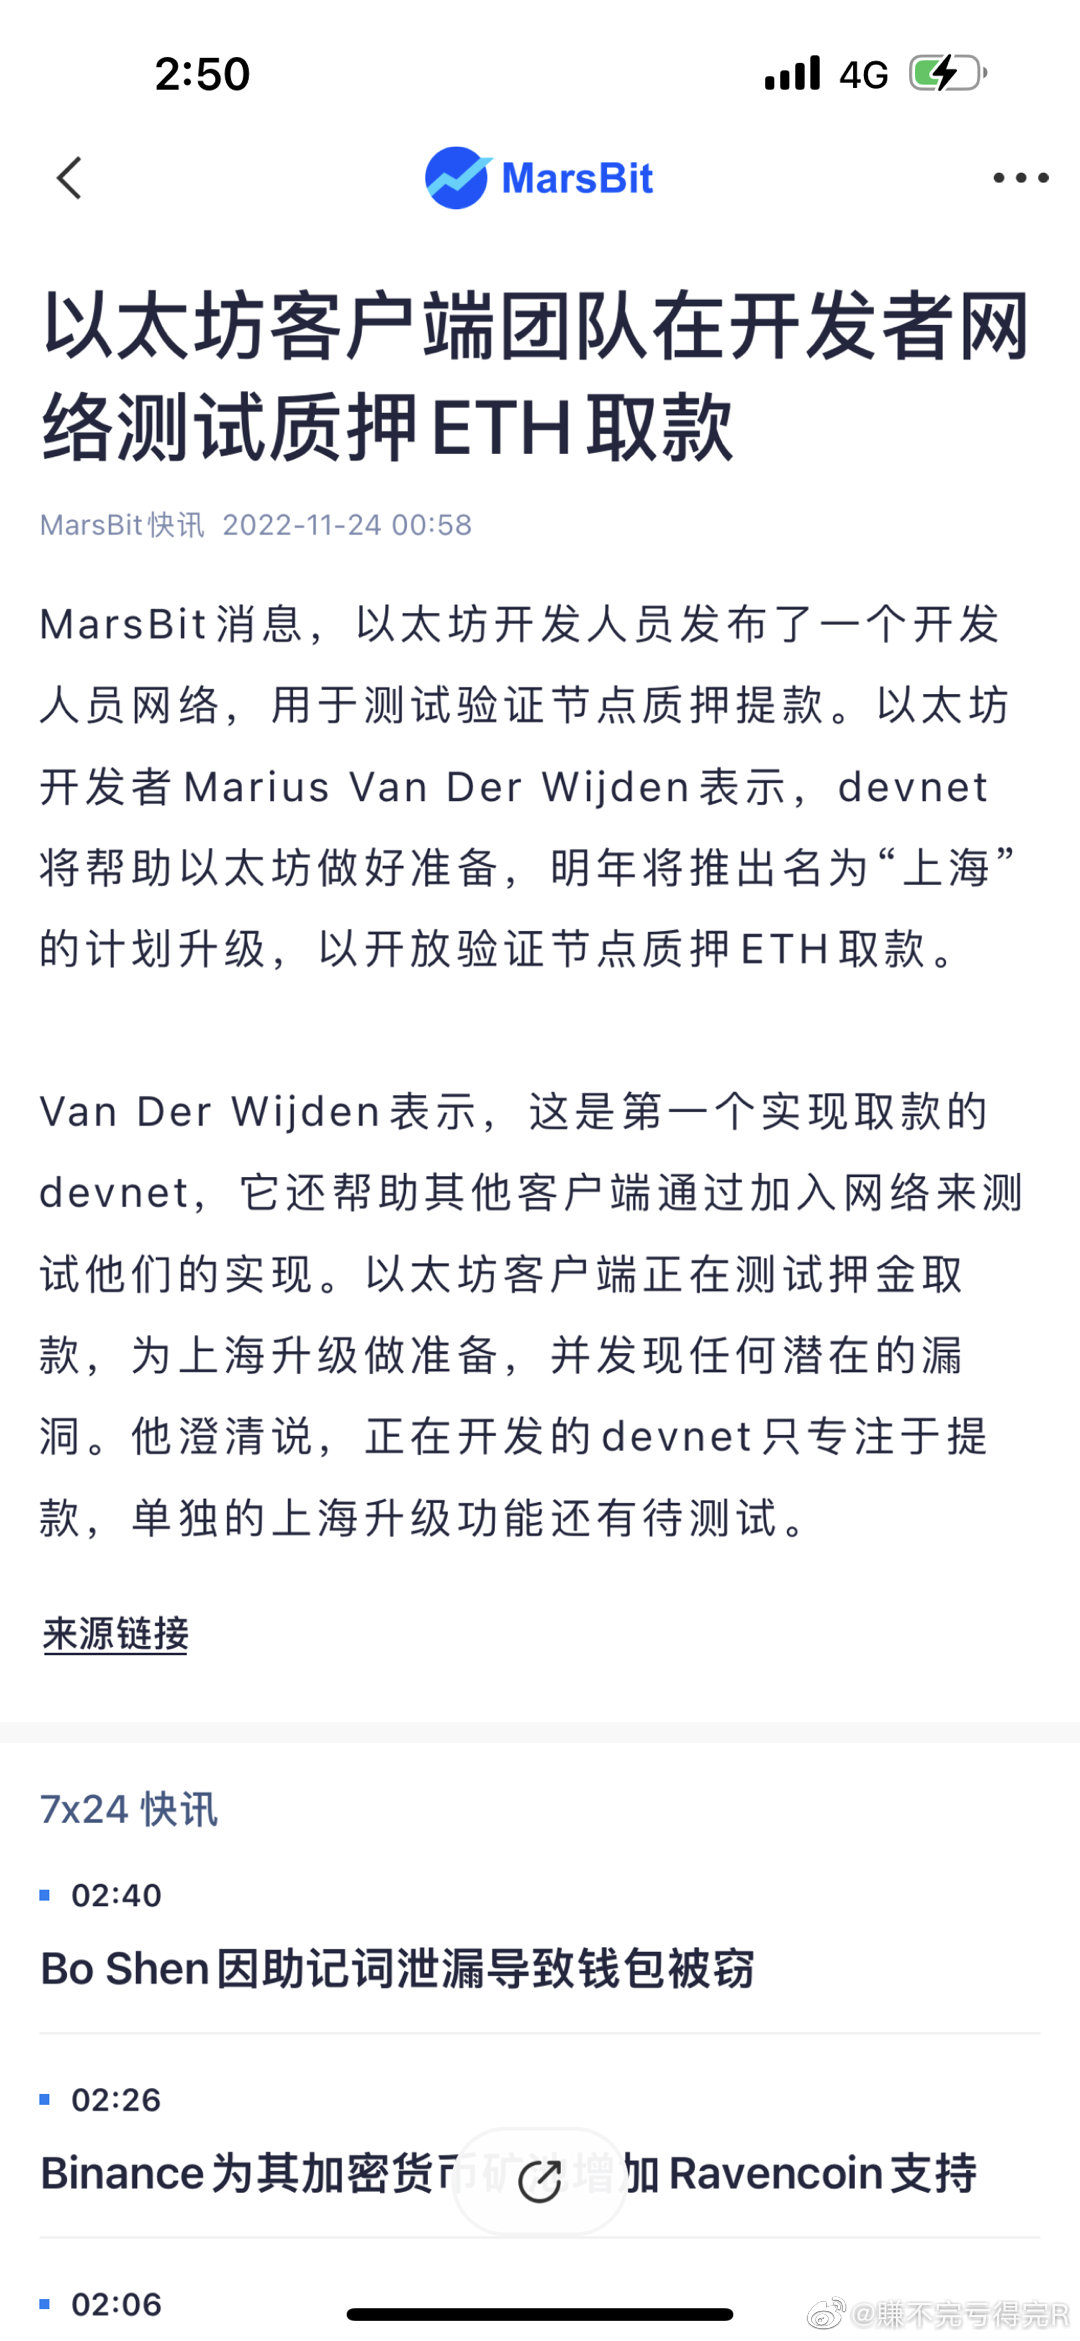 2:50 4G
MarsBit
以太坊客户端团队在开发者网
络测试质押ETH取款
MarsBit快讯 2022-11-24 00:58
MarsBit消息，以太坊开发人员发布了一个开发
人员网络，用于测试验证节点质押提款。以太坊
开发者Marius Van Der Wijden表示，devnet
将帮助以太坊做好准备，明年将推出名为“上海”
的计划升级，以开放验证节点质押ETH取款。
Van Der Wijden表示，这是第一个实现取款的
devnet，它还帮助其他客户端通过加入网络来测
试他们的实现。以太坊客户端正在测试押金取
款，为上海升级做准备，并发现任何潜在的漏
洞。他澄清说，正在开发的devnet只专注于提
款，单独的上海升级功能还有待测试。
来源链接
7x24 快讯
02:40
Bo Shen因助记词泄漏导致钱包被窃
02:26
Binance为其加密货币矿池增加Ravencoin支持
02:06
@賺不完亏得完R